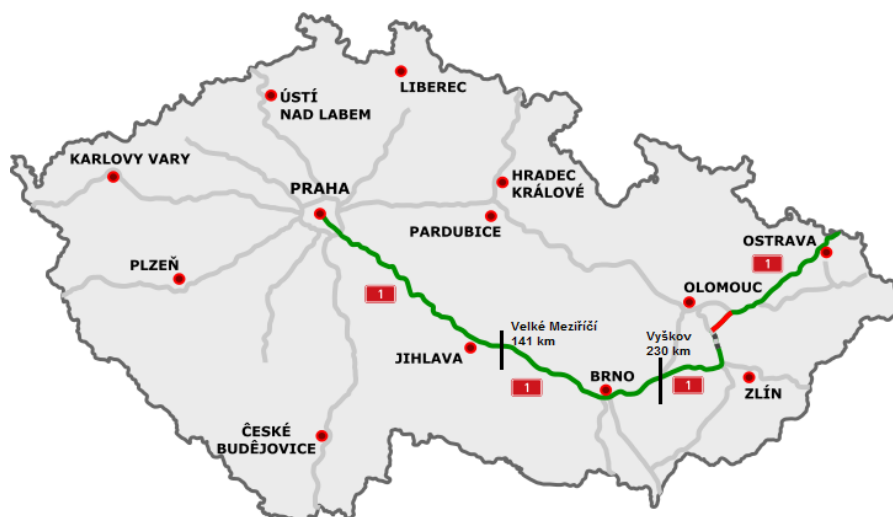 LIBEREC
ÚSTÍ
NAD LABEM
KARLOVY VARY
PRAHA
HRADEC
KRÁLOVÉ
PARDUBICE
PLZEŇ
OSTRAVA
1
OLOMOUC
1
Velké Meziříčí
141 km
Vyškov
230 km
JIHLAVA
BRNO
1
1
ZLÍN
ČESKÉ
BUDĚJOVICE